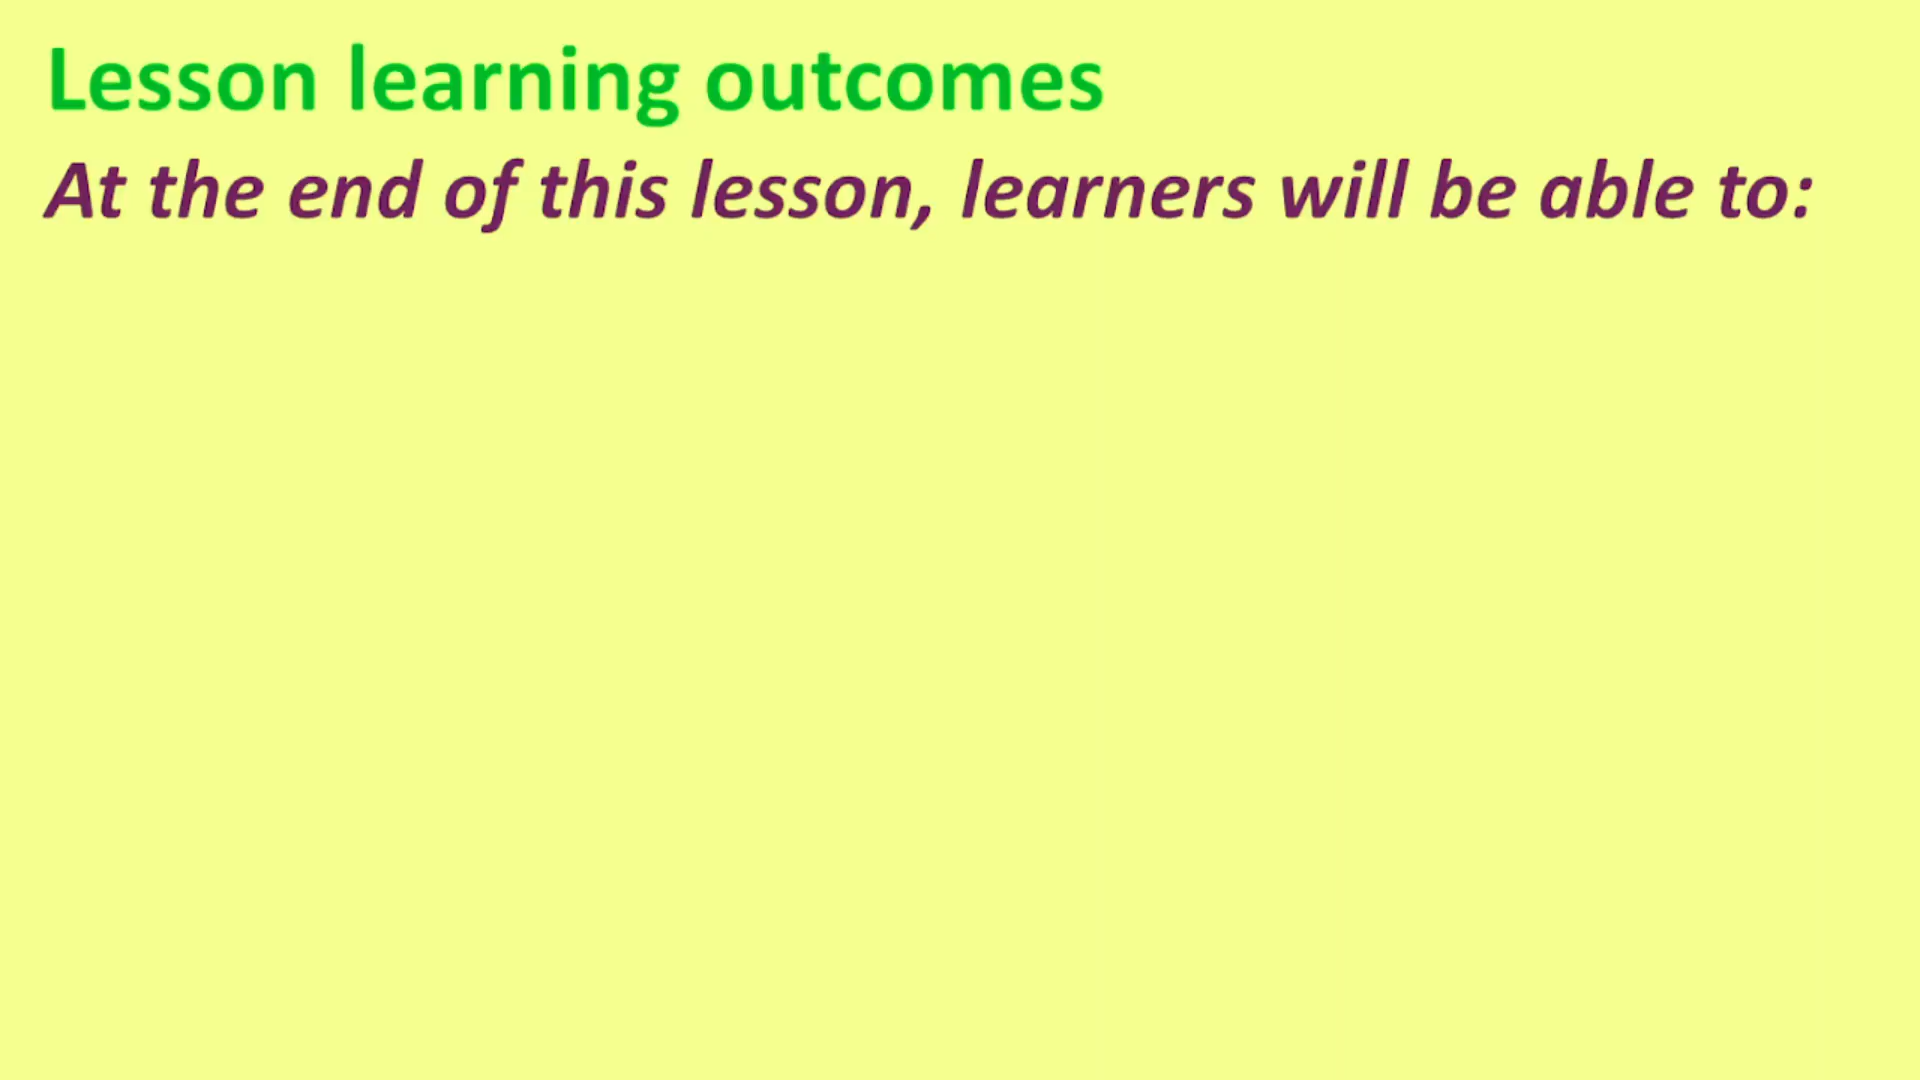 Lesson learning outcomes
At the end of this lesson, learners will be able to: